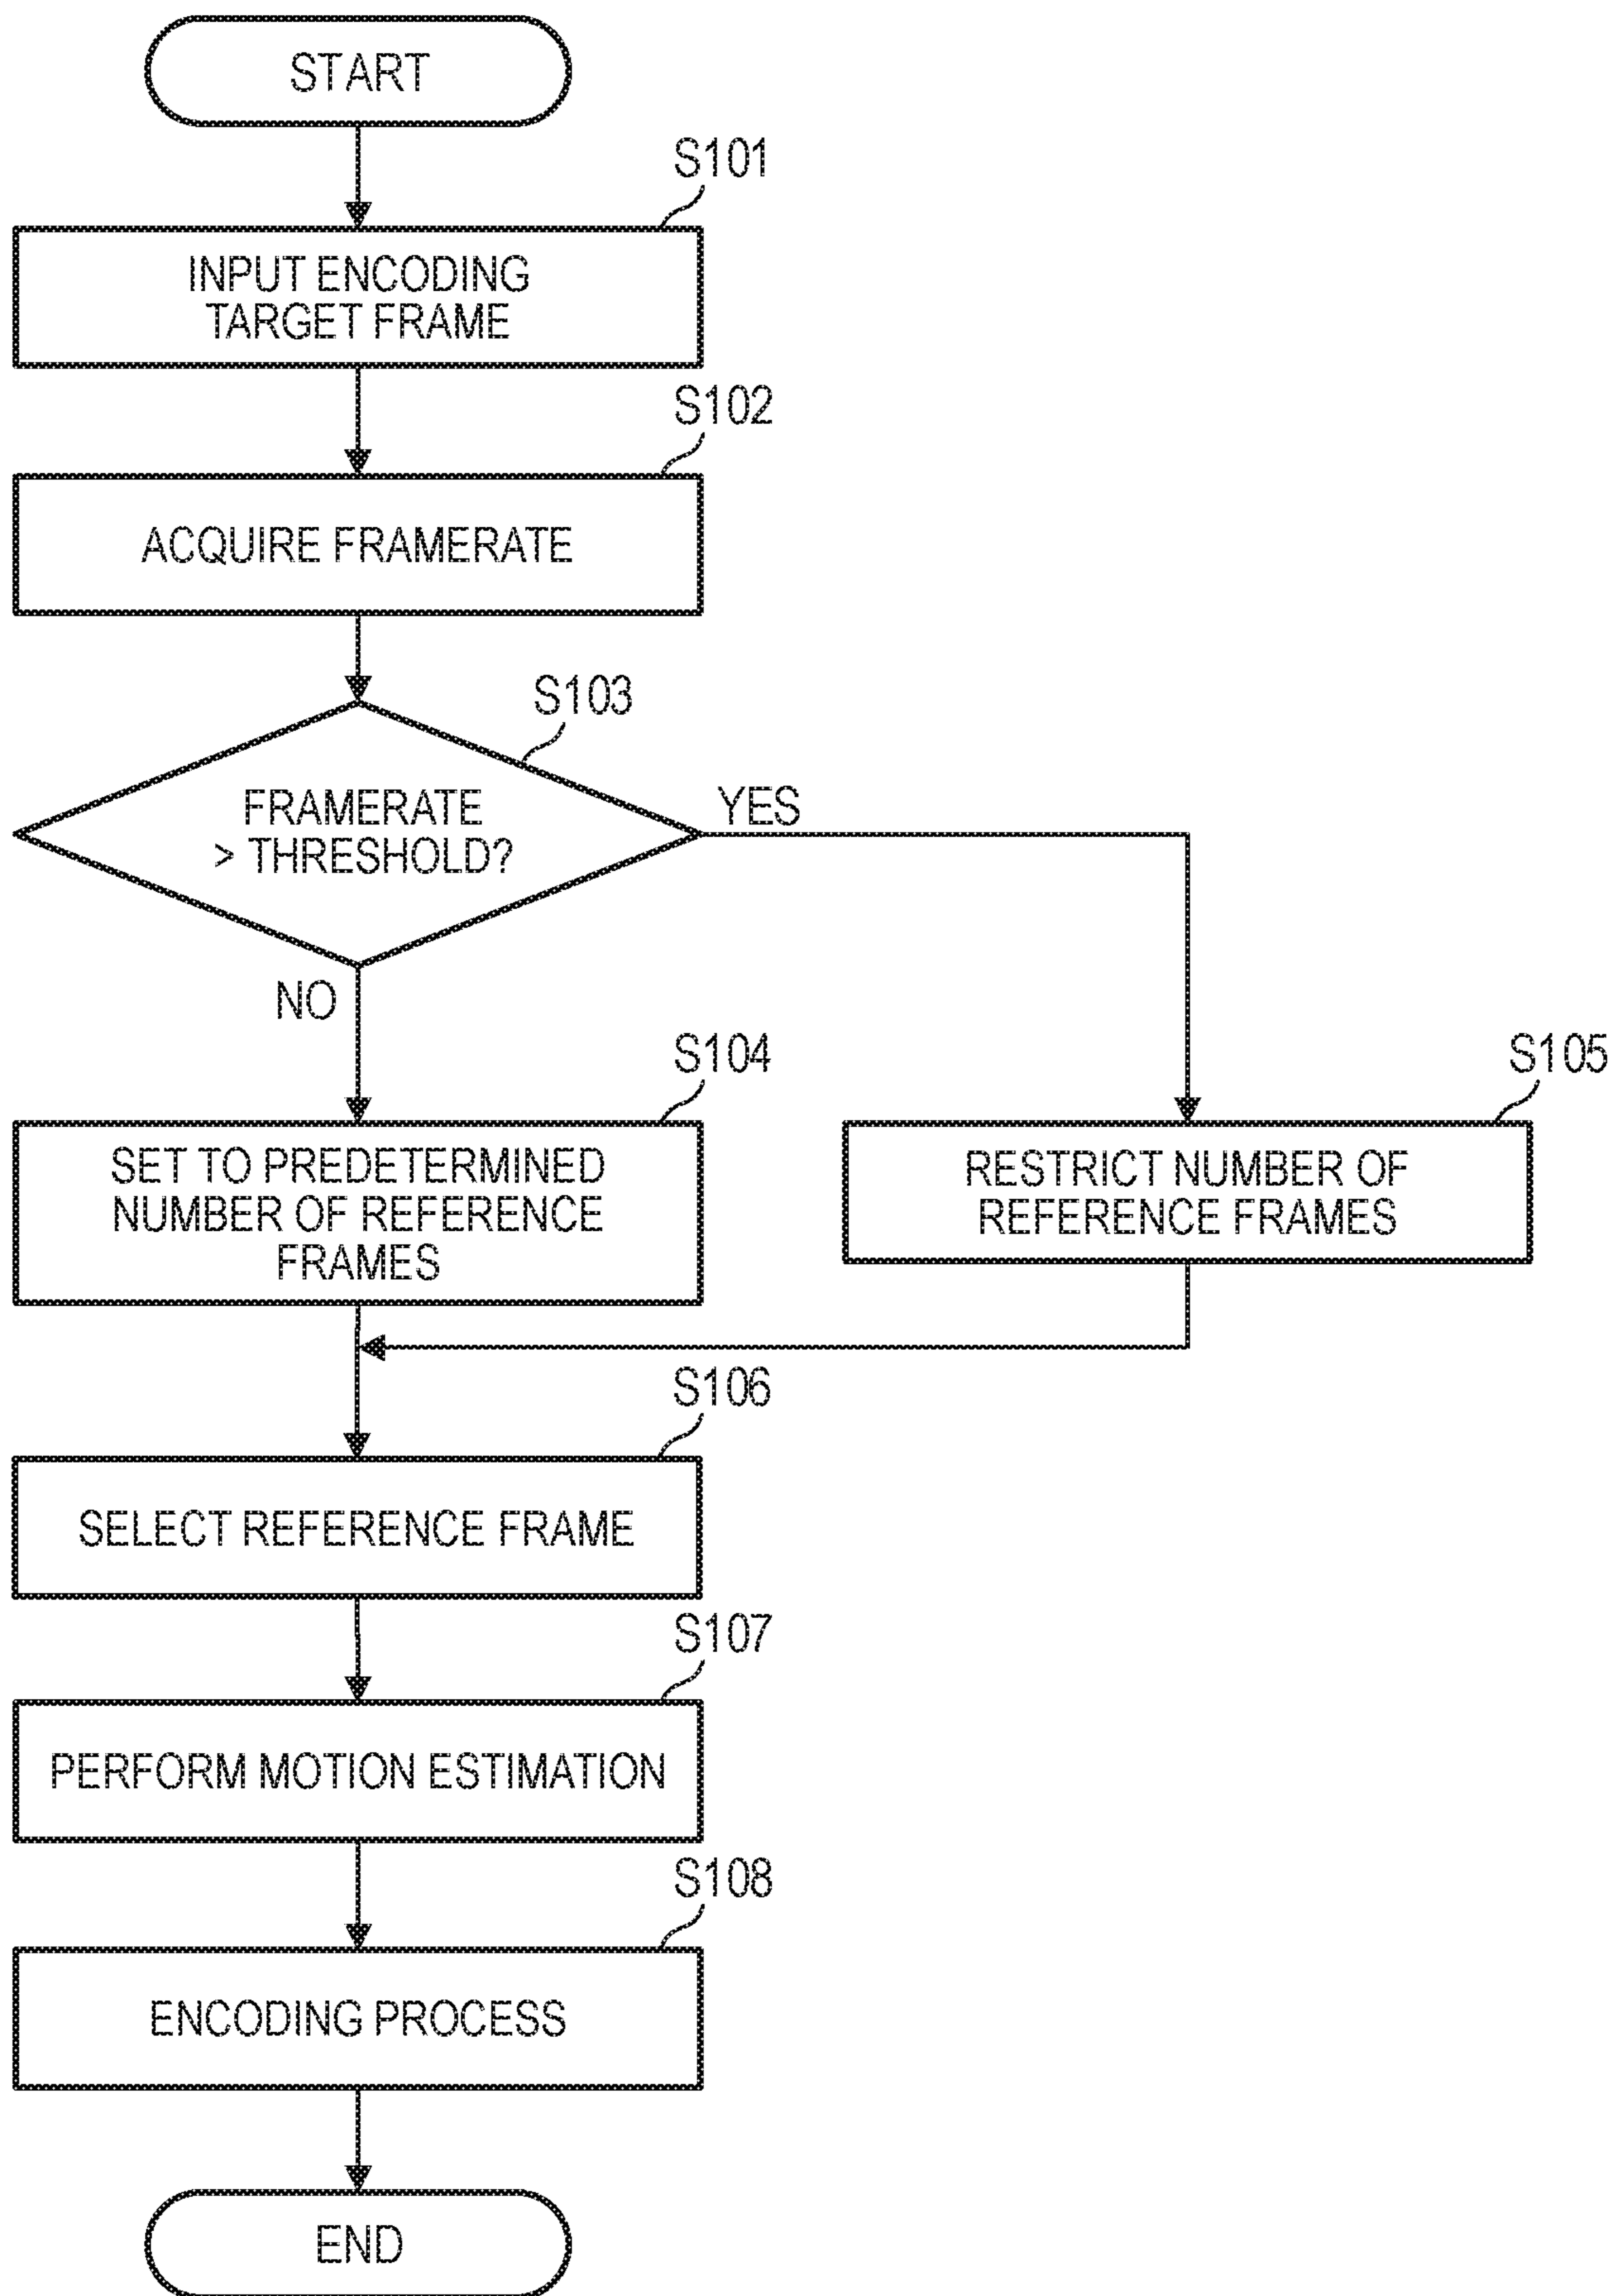 START
S101
INPUT ENCODING
TARGET FRAME
S102
ACQUIRE FRAMERATE
S103
FRAMERATE
> THRESHOLD?
YES
NO
S104
SET TO PREDETERMINED
NUMBER OF REFERENCE
FRAMES
S105
RESTRICT NUMBER OF
REFERENCE FRAMES
S106
SELECT REFERENCE FRAME
S107
PERFORM MOTION ESTIMATION
S108
ENCODING PROCESS
END